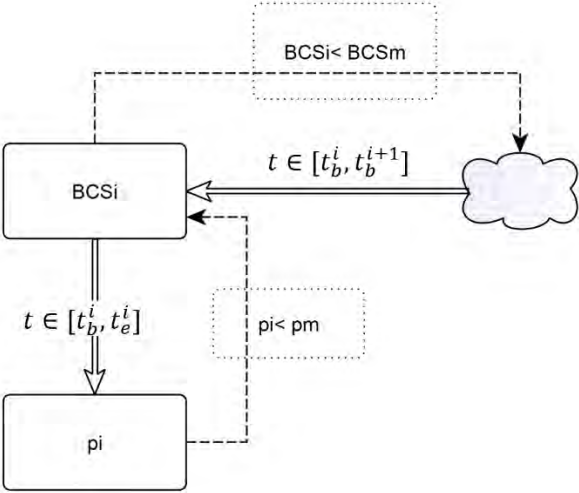 BCSi< BCSm
t ∈ [t_b^i, t_b^{i+1}]
BCSi
t ∈ [t_b^i, t_e^i]
pi< pm
pi